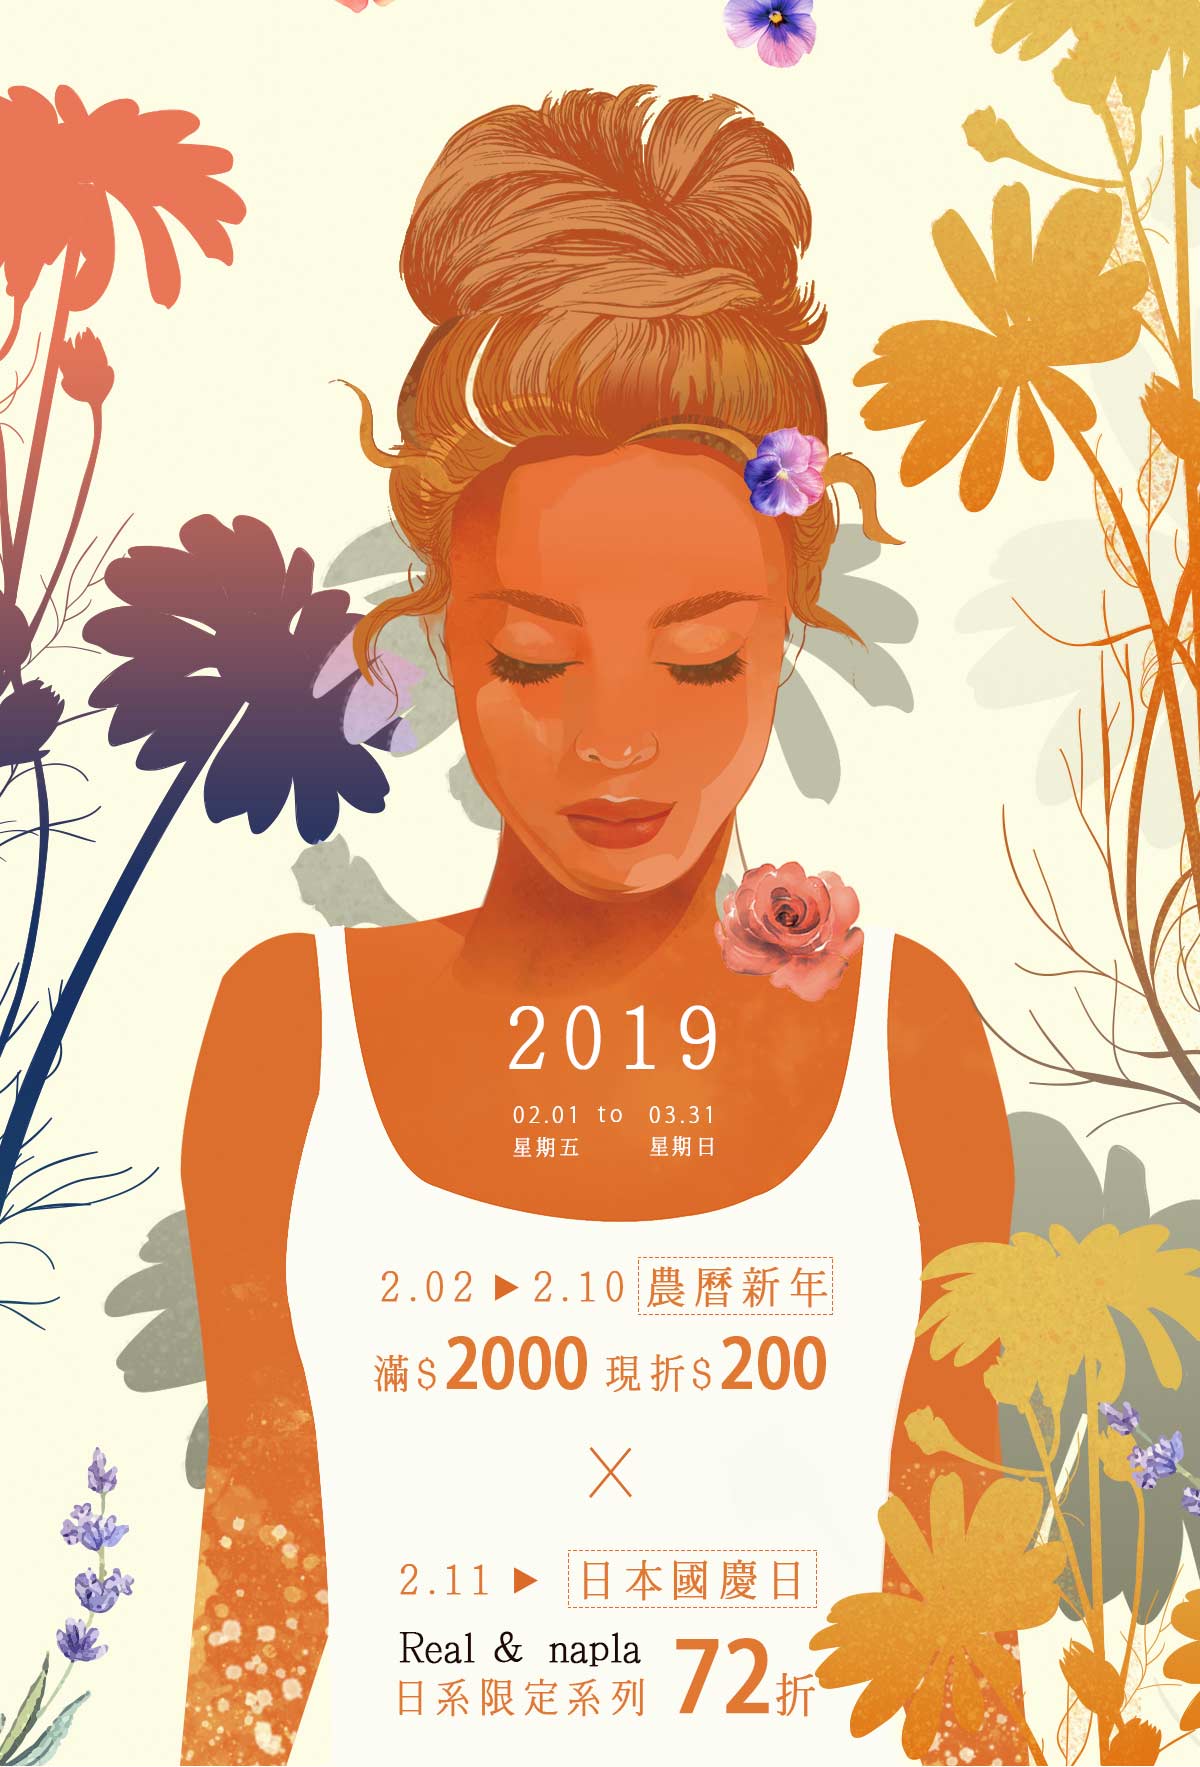 2019
02.01 to 03.31
星期五 星期日
2.02 ▶ 2.10 農曆新年
滿$2000 現折$200
X
2.11 ▶ 日本國慶日
Real & napla
日系限定系列 72折